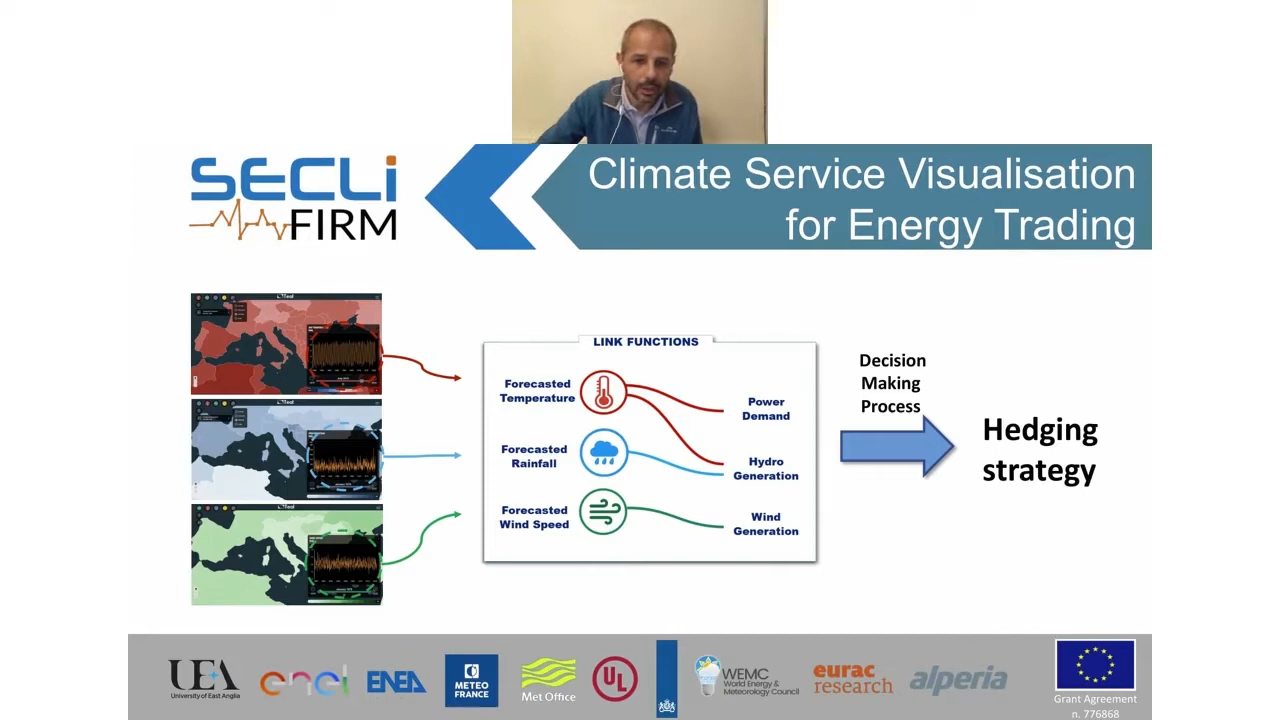 SECLi
FIRM
Climate Service Visualisation
for Energy Trading
LINK FUNCTIONS
Forecasted
Temperature
Forecasted
Rainfall
Forecasted
Wind Speed
Power
Demand
Hydro
Generation
Wind
Generation
Decision
Making
Process
Hedging
strategy
UEA
University of East Anglia
enel
ENEA
METEO
FRANCE
Met Office
UL
WEMC
World Energy &
Meteorology Council
eurac
research
alperia
Grant Agreement
n. 776868